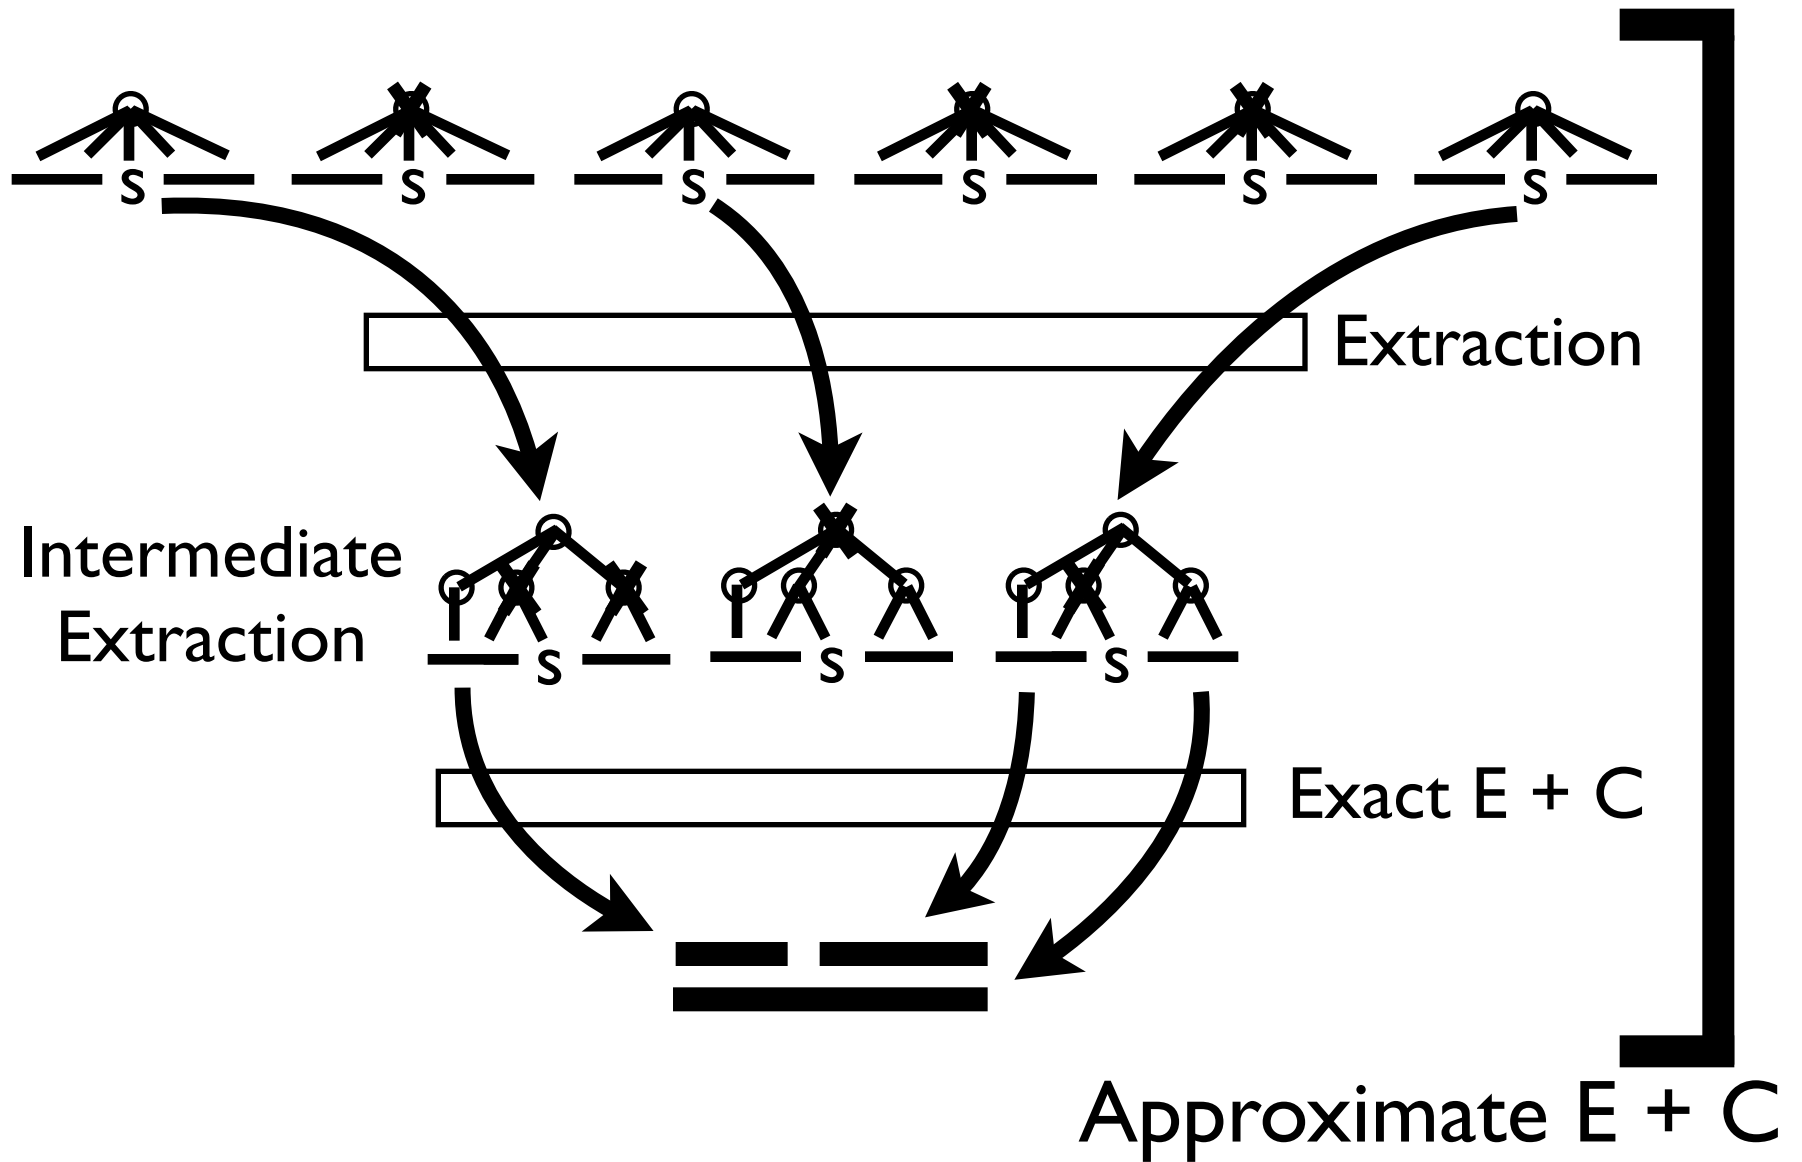 s s s s s s
Extraction
Intermediate
Extraction
s s s
Exact E + C
Approximate E + C